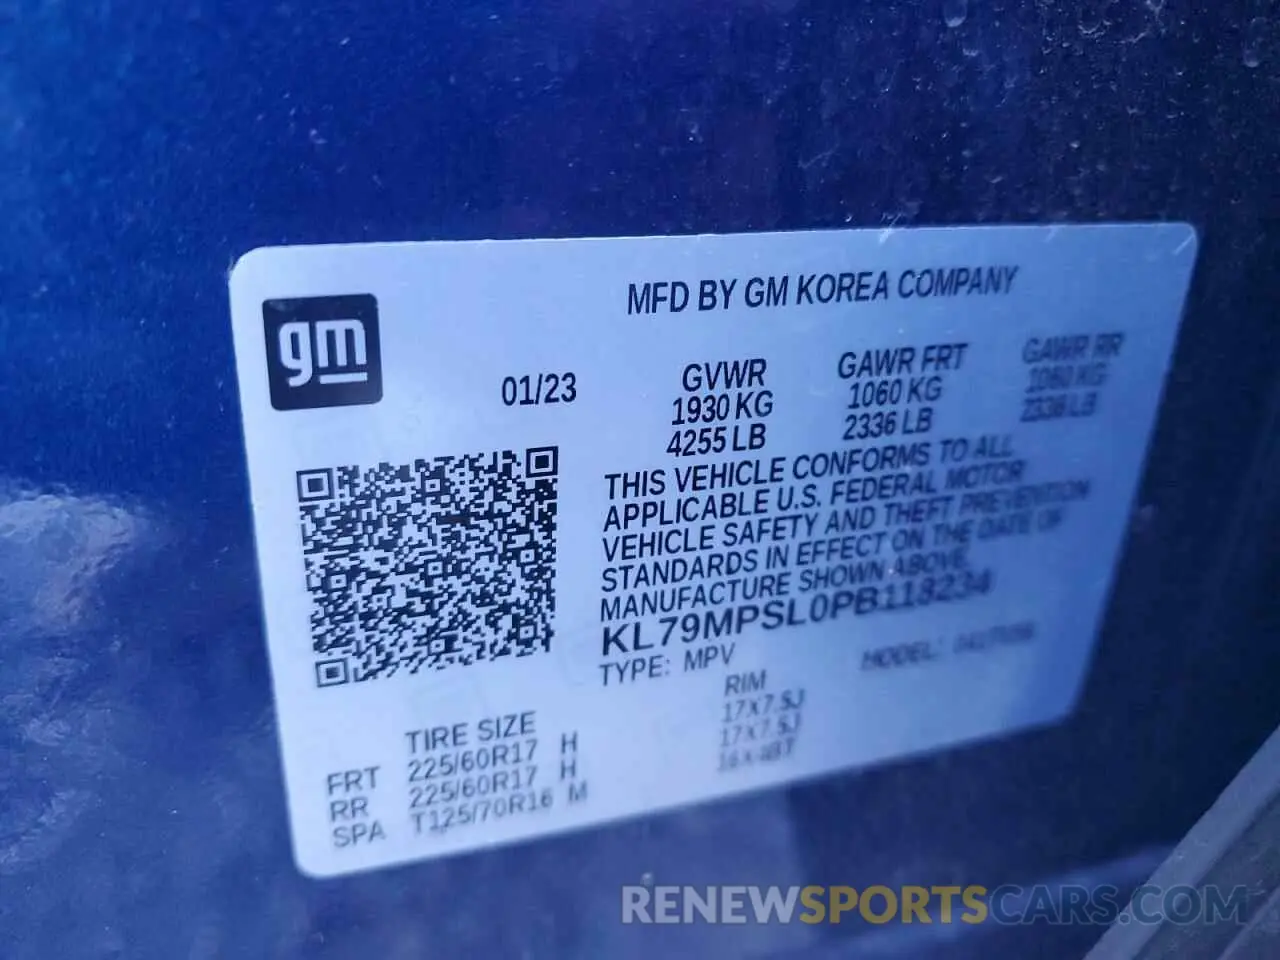 MFD BY GM KOREA COMPANY
gm
01/23
GVWR GAWR FRT GAWR RR
1930 KG 1060 KG 1060 KG
4255 LB 2336 LB 2336 LB
THIS VEHICLE CONFORMS TO ALL
APPLICABLE U.S. FEDERAL MOTOR
VEHICLE SAFETY AND THEFT PREVENTION
STANDARDS IN EFFECT ON THE DATE OF
MANUFACTURE SHOWN ABOVE.
KL79MPSL0PB118234
TYPE: MPV MODEL:
TIRE SIZE RIM
FRT 225/60R17 H 17X7.5J
RR 225/60R17 H 17X7.5J
SPA T125/70R16 M 16X4BT
RENEWSPORTSCARS.COM